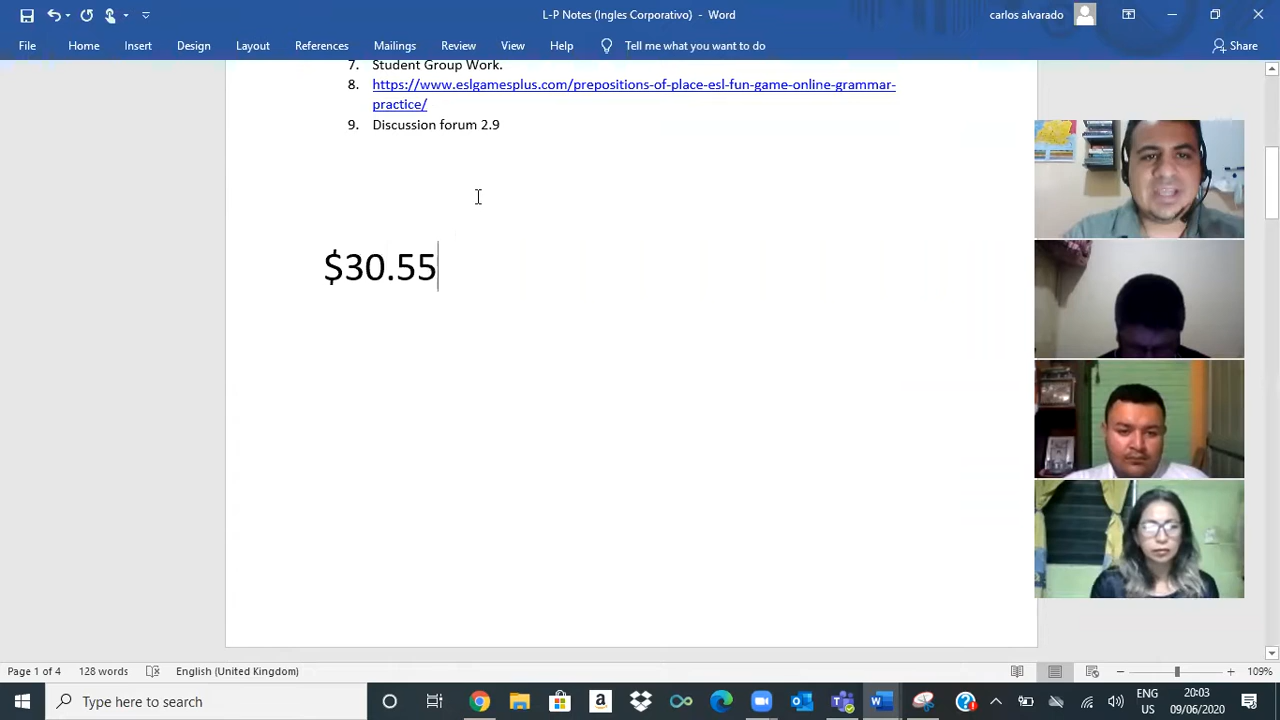 L-P Notes (Ingles Corporativo) - Word
carlos alvarado
File Home Insert Design Layout References Mailings Review View Help Tell me what you want to do Share
7. Student Group Work.
8. https://www.eslgamesplus.com/prepositions-of-place-esl-fun-game-online-grammar-
practice/
9. Discussion forum 2.9
$30.55
Page 1 of 4 128 words English (United Kingdom) 109%
Type here to search
ENG
US
20:03
09/06/2020